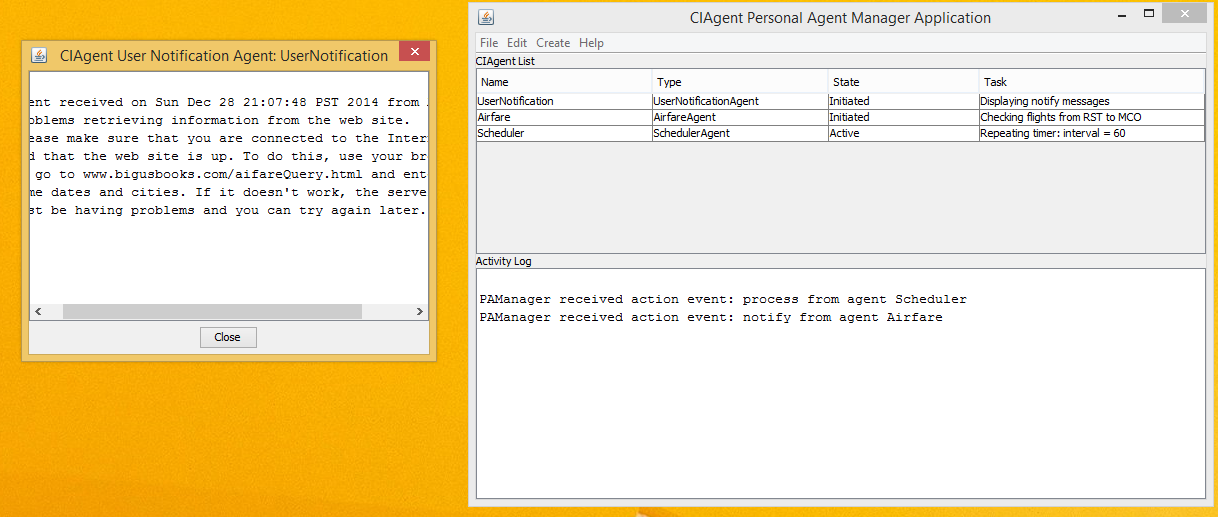 CIAgent User Notification Agent: UserNotification
ent received on Sun Dec 28 21:07:48 PST 2014 from
oblems retrieving information from the web site.
ease make sure that you are connected to the Inter
d that the web site is up. To do this, use your br
go to www.bigusbooks.com/aifareQuery.html and ent
me dates and cities. If it doesn't work, the serve
st be having problems and you can try again later.
Close
CIAgent Personal Agent Manager Application
File Edit Create Help
CIAgent List
Name Type State Task
UserNotification UserNotificationAgent Initiated Displaying notify messages
Airfare AirfareAgent Initiated Checking flights from RST to MCO
Scheduler SchedulerAgent Active Repeating timer: interval = 60
Activity Log
PAManager received action event: process from agent Scheduler
PAManager received action event: notify from agent Airfare